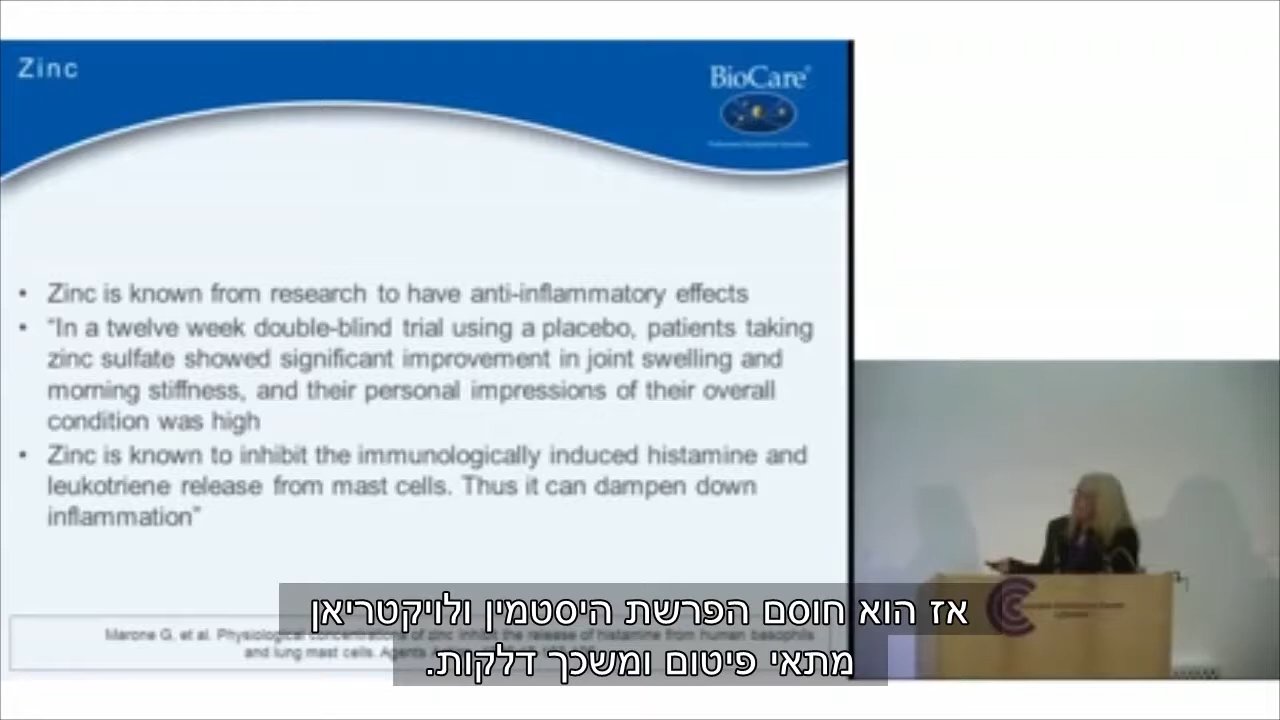 Zinc
BioCare®
• Zinc is known from research to have anti-inflammatory effects
• “In a twelve week double-blind trial using a placebo, patients taking
zinc sulfate showed significant improvement in joint swelling and
morning stiffness, and their personal impressions of their overall
condition was high
• Zinc is known to inhibit the immunologically induced histamine and
leukotriene release from mast cells. Thus it can dampen down
inflammation”
Marone G, et al. Physiological concentrations of zinc inhibit the release of histamine from human basophils
and lung mast cells. Agents
אז הוא חוסם הפרשת היסטמין ולויקטריאן
מתאי פיטום ומשכך דלקות.